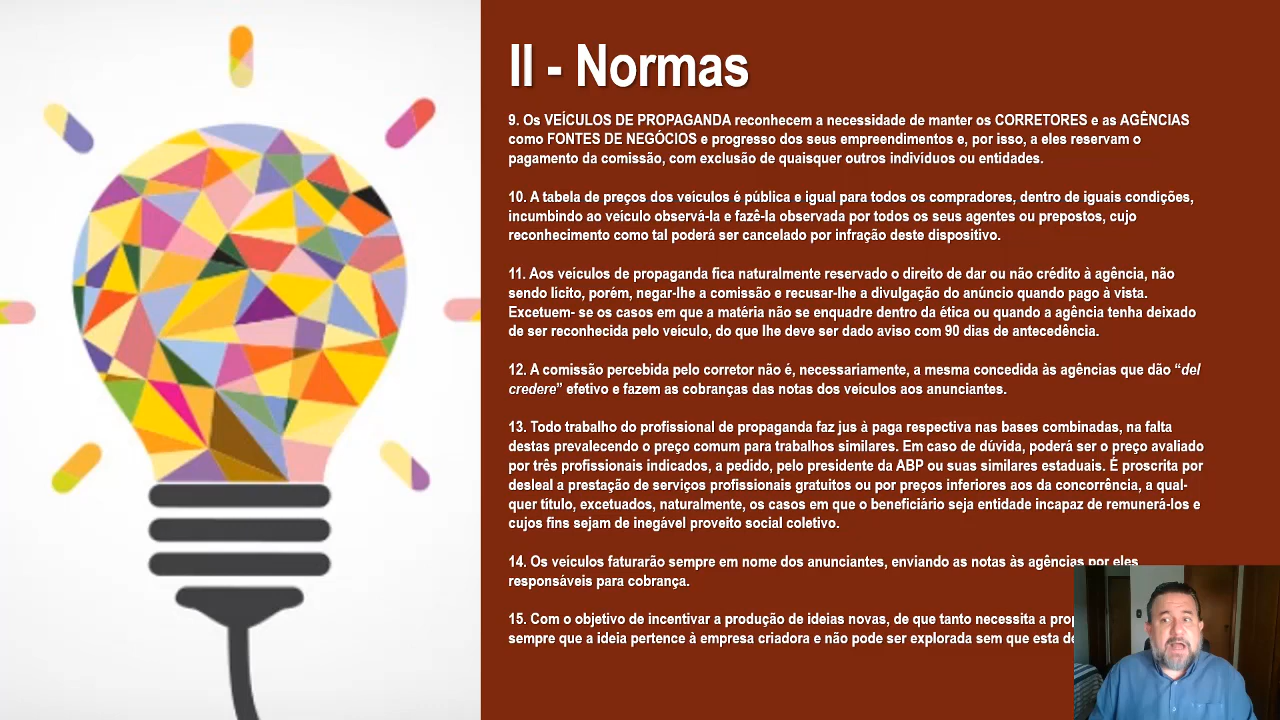 II - Normas
9. Os VEÍCULOS DE PROPAGANDA reconhecem a necessidade de manter os CORRETORES e as AGÊNCIAS
como FONTES DE NEGÓCIOS e progresso dos seus empreendimentos e, por isso, a eles reservam o
pagamento da comissão, com exclusão de quaisquer outros indivíduos ou entidades.
10. A tabela de preços dos veículos é pública e igual para todos os compradores, dentro de iguais condições,
incumbindo ao veículo observá-la e fazê-la observada por todos os seus agentes ou prepostos, cujo
reconhecimento como tal poderá ser cancelado por infração deste dispositivo.
11. Aos veículos de propaganda fica naturalmente reservado o direito de dar ou não crédito à agência, não
sendo lícito, porém, negar-lhe a comissão e recusar-lhe a divulgação do anúncio quando pago à vista.
Excetuem- se os casos em que a matéria não se enquadre dentro da ética ou quando a agência tenha deixado
de ser reconhecida pelo veículo, do que lhe deve ser dado aviso com 90 dias de antecedência.
12. A comissão percebida pelo corretor não é, necessariamente, a mesma concedida às agências que dão “del
credere” efetivo e fazem as cobranças das notas dos veículos aos anunciantes.
13. Todo trabalho do profissional de propaganda faz jus à paga respectiva nas bases combinadas, na falta
destas prevalecendo o preço comum para trabalhos similares. Em caso de dúvida, poderá ser o preço avaliado
por três profissionais indicados, a pedido, pelo presidente da ABP ou suas similares estaduais. É proscrita por
desleal a prestação de serviços profissionais gratuitos ou por preços inferiores aos da concorrência, a qual-
quer título, excetuados, naturalmente, os casos em que o beneficiário seja entidade incapaz de remunerá-los e
cujos fins sejam de inegável proveito social coletivo.
14. Os veículos faturarão sempre em nome dos anunciantes, enviando as notas às agências por eles
responsáveis para cobrança.
15. Com o objetivo de incentivar a produção de ideias novas, de que tanto necessita a
sempre que a ideia pertence à empresa criadora e não pode ser explorada sem que esta